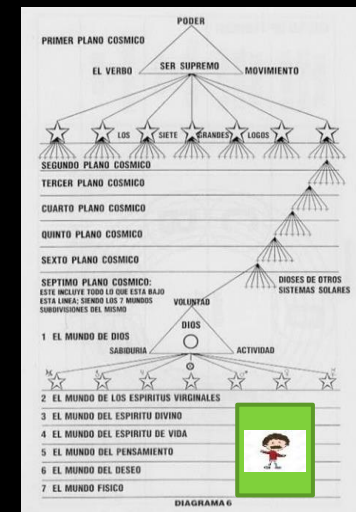 PODER
PRIMER PLANO COSMICO
SER SUPREMO
EL VERBO
MOVIMIENTO
LOS SIETE GRANDES LOGOS
SEGUNDO PLANO COSMICO
TERCER PLANO COSMICO
CUARTO PLANO COSMICO
QUINTO PLANO COSMICO
SEXTO PLANO COSMICO
SEPTIMO PLANO COSMICO:
ESTE INCLUYE TODO LO QUE ESTA BAJO
ESTA LINEA; SIENDO LOS 7 MUNDOS
SUBDIVISIONES DEL MISMO
DIOSES DE OTROS
SISTEMAS SOLARES
VOLUNTAD
DIOS
1 EL MUNDO DE DIOS
SABIDURIA
ACTIVIDAD
2 EL MUNDO DE LOS ESPIRITUS VIRGINALES
3 EL MUNDO DEL ESPIRITU DIVINO
4 EL MUNDO DEL ESPIRITU DE VIDA
5 EL MUNDO DEL PENSAMIENTO
6 EL MUNDO DEL DESEO
7 EL MUNDO FISICO
DIAGRAMA 6